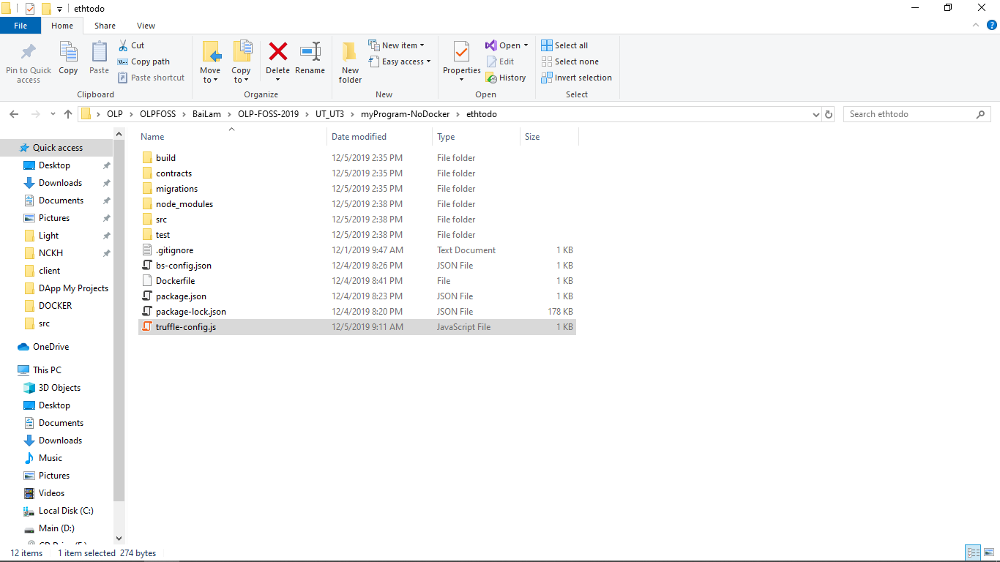 ethtodo
File Home Share View
Pin to Quick access
Copy
Paste
Cut
Copy path
Paste shortcut
Clipboard
Move to
Copy to
Delete
Rename
Organize
New folder
New item
Easy access
New
Properties
Open
Edit
History
Open
Select all
Select none
Invert selection
Select
OLP > OLPFOSS > BaiLam > OLP-FOSS-2019 > UT_UT3 > myProgram-NoDocker > ethtodo
Search ethtodo
Quick access
Desktop
Downloads
Documents
Pictures
Light
NCKH
client
DApp My Projects
DOCKER
src
OneDrive
This PC
3D Objects
Desktop
Documents
Downloads
Music
Pictures
Videos
Local Disk (C:)
Main (D:)
Name Date modified Type Size
build 12/5/2019 2:35 PM File folder
contracts 12/5/2019 2:35 PM File folder
migrations 12/5/2019 2:35 PM File folder
node_modules 12/5/2019 2:38 PM File folder
src 12/5/2019 2:38 PM File folder
test 12/5/2019 2:38 PM File folder
.gitignore 12/1/2019 9:47 AM Text Document 1 KB
bs-config.json 12/4/2019 8:26 PM JSON File 1 KB
Dockerfile 12/4/2019 8:41 PM File 1 KB
package.json 12/4/2019 8:23 PM JSON File 1 KB
package-lock.json 12/4/2019 8:20 PM JSON File 178 KB
truffle-config.js 12/5/2019 9:11 AM JavaScript File 1 KB
12 items 1 item selected 274 bytes